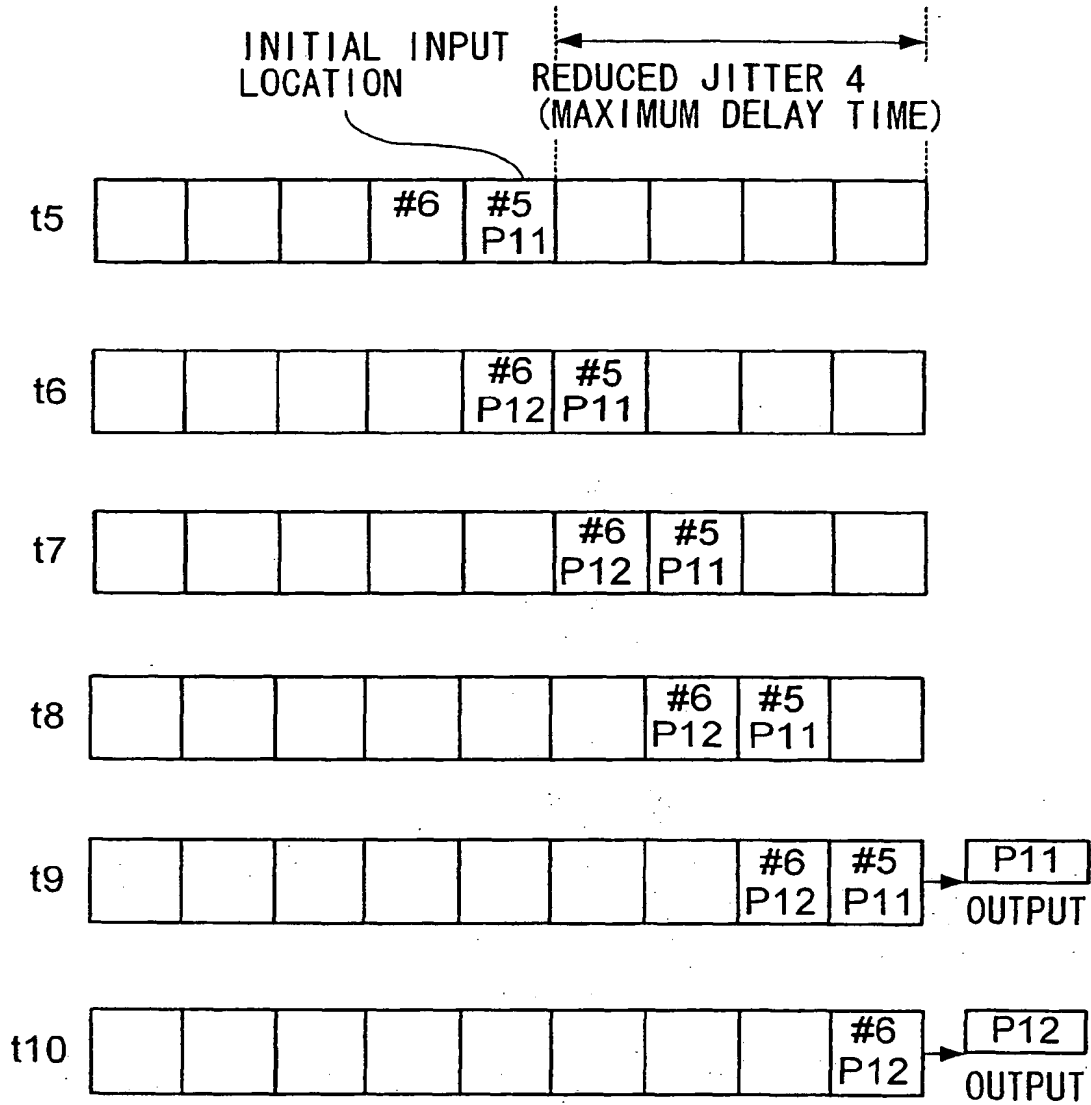 INITIAL INPUT
LOCATION
REDUCED JITTER 4
(MAXIMUM DELAY TIME)
t5
#6
#5
P11
t6
#6
P12
#5
P11
t7
#6
P12
#5
P11
t8
#6
P12
#5
P11
t9
#6
P12
#5
P11
P11
OUTPUT
t10
#6
P12
P12
OUTPUT